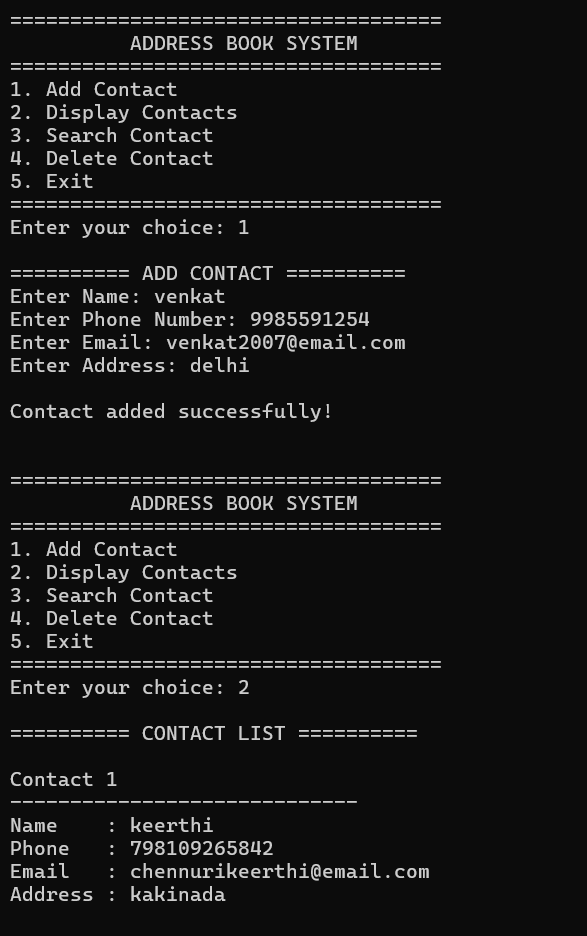 ====================================
          ADDRESS BOOK SYSTEM
====================================
1. Add Contact
2. Display Contacts
3. Search Contact
4. Delete Contact
5. Exit
====================================
Enter your choice: 1

========== ADD CONTACT ==========
Enter Name: venkat
Enter Phone Number: 9985591254
Enter Email: venkat2007@email.com
Enter Address: delhi

Contact added successfully!


====================================
          ADDRESS BOOK SYSTEM
====================================
1. Add Contact
2. Display Contacts
3. Search Contact
4. Delete Contact
5. Exit
====================================
Enter your choice: 2

========== CONTACT LIST ==========

Contact 1
-----------------------------
Name    : keerthi
Phone   : 798109265842
Email   : chennurikeerthi@email.com
Address : kakinada